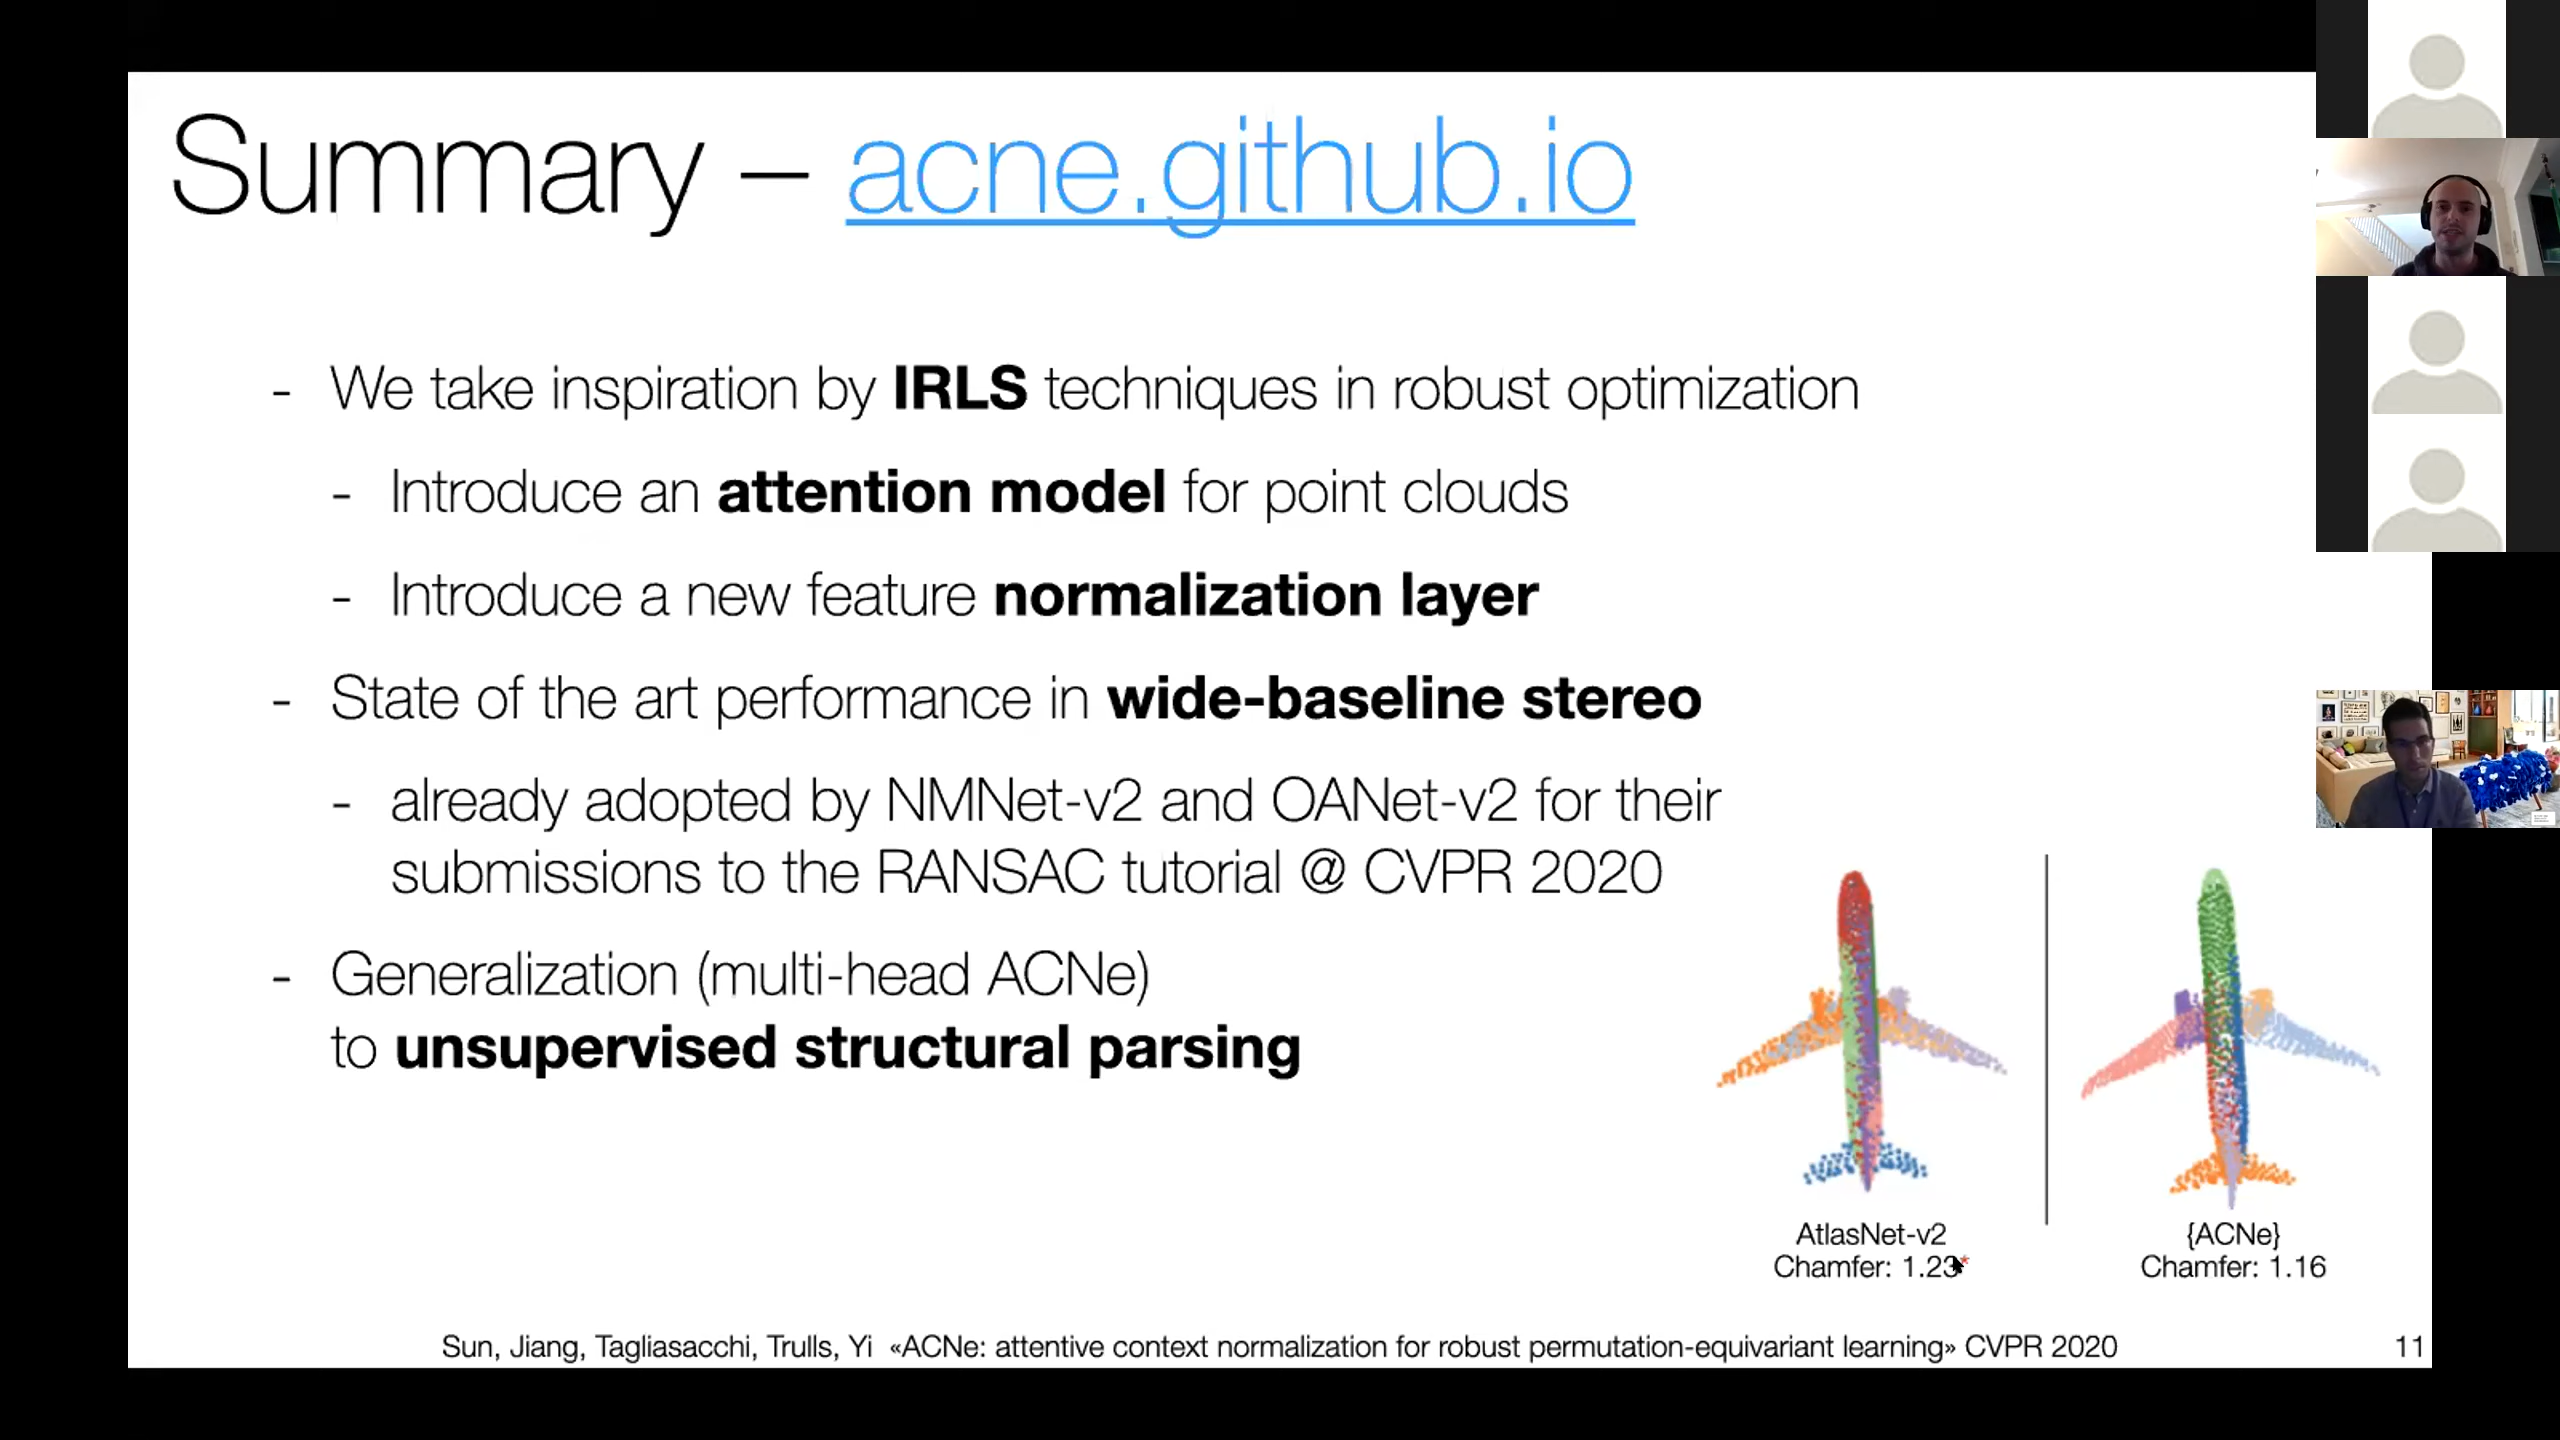 Summary – acne.github.io
- We take inspiration by IRLS techniques in robust optimization
- Introduce an attention model for point clouds
- Introduce a new feature normalization layer
- State of the art performance in wide-baseline stereo
- already adopted by NMNet-v2 and OANet-v2 for their
submissions to the RANSAC tutorial @ CVPR 2020
- Generalization (multi-head ACNe)
to unsupervised structural parsing
AtlasNet-v2
Chamfer: 1.23*
{ACNe}
Chamfer: 1.16
Sun, Jiang, Tagliasacchi, Trulls, Yi «ACNe: attentive context normalization for robust permutation-equivariant learning» CVPR 2020
11